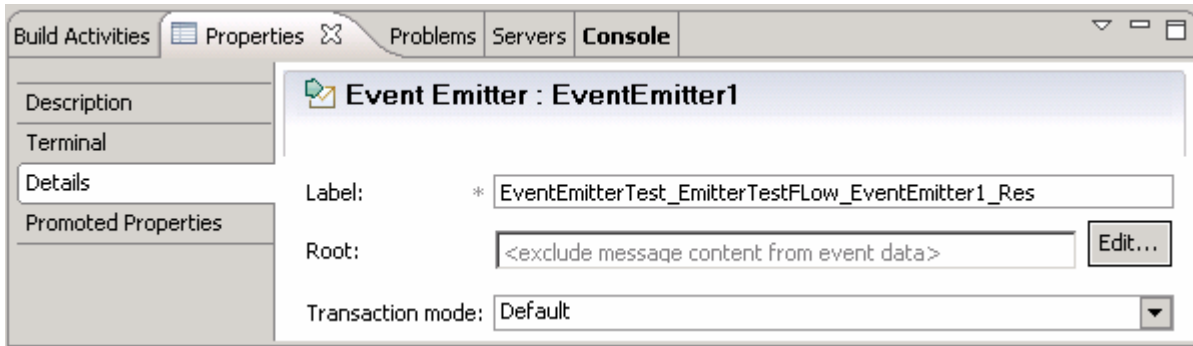 Build Activities Properties Problems Servers Console
Description
Terminal
Details
Promoted Properties
Event Emitter : EventEmitter1
Label: * EventEmitterTest_EmitterTestFLow_EventEmitter1_Res
Root: <exclude message content from event data> Edit...
Transaction mode: Default